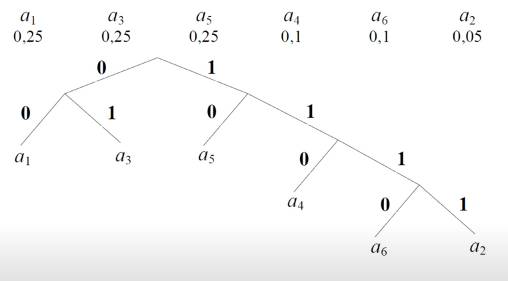 a1 a3 a5 a4 a6 a2
0,25 0,25 0,25 0,1 0,1 0,05
0 1
0 1 0 1
a1 a3 a5 0 1
a4 0 1
a6 a2